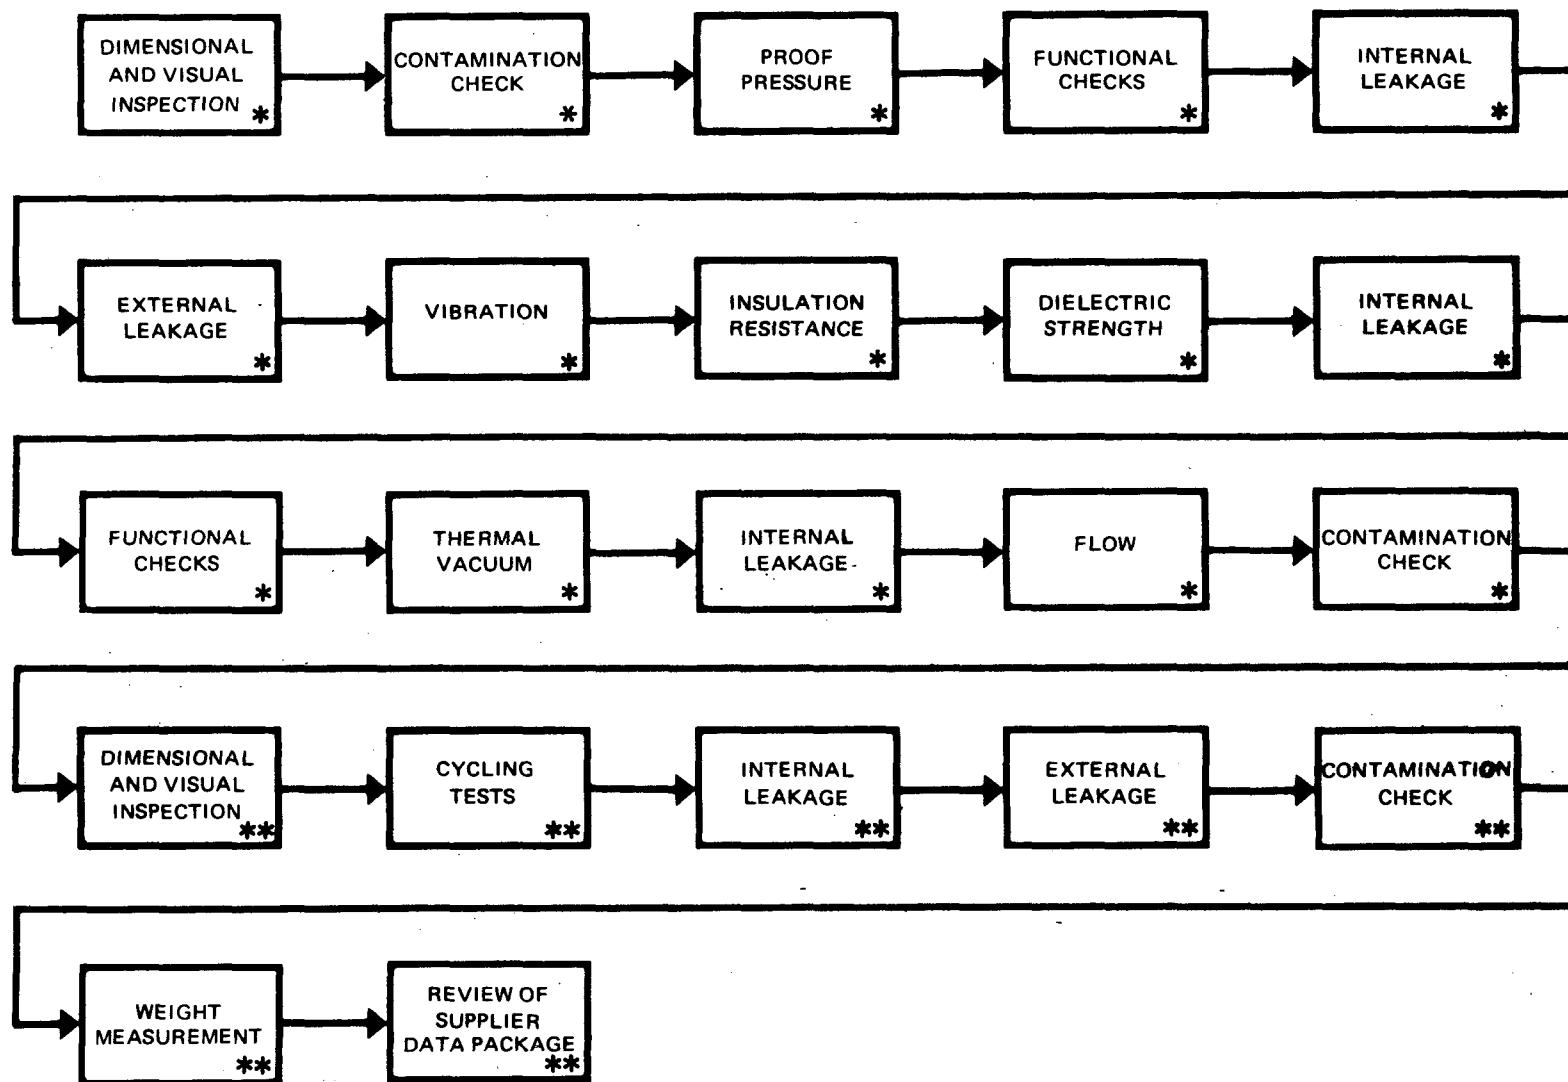 DIMENSIONAL
AND VISUAL
INSPECTION *
CONTAMINATION
CHECK
*
PROOF
PRESSURE
*
FUNCTIONAL
CHECKS
*
INTERNAL
LEAKAGE
*
EXTERNAL
LEAKAGE
*
VIBRATION
*
INSULATION
RESISTANCE
*
DIELECTRIC
STRENGTH
*
INTERNAL
LEAKAGE
*
FUNCTIONAL
CHECKS
*
THERMAL
VACUUM
*
INTERNAL
LEAKAGE
*
FLOW
*
CONTAMINATION
CHECK
*
DIMENSIONAL
AND VISUAL
INSPECTION
**
CYCLING
TESTS
**
INTERNAL
LEAKAGE
**
EXTERNAL
LEAKAGE
**
CONTAMINATION
CHECK
**
WEIGHT
MEASUREMENT
**
REVIEW OF
SUPPLIER
DATA PACKAGE
**